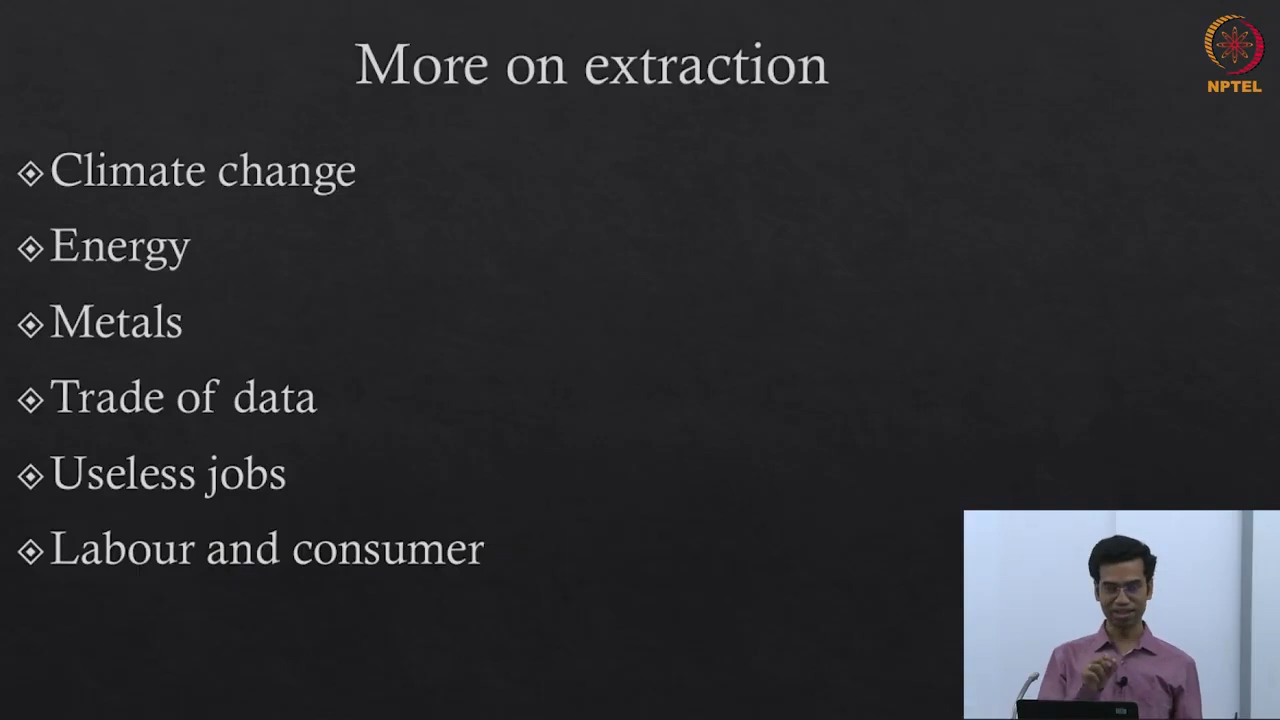 More on extraction
NPTEL
Climate change
Energy
Metals
Trade of data
Useless jobs
Labour and consumer